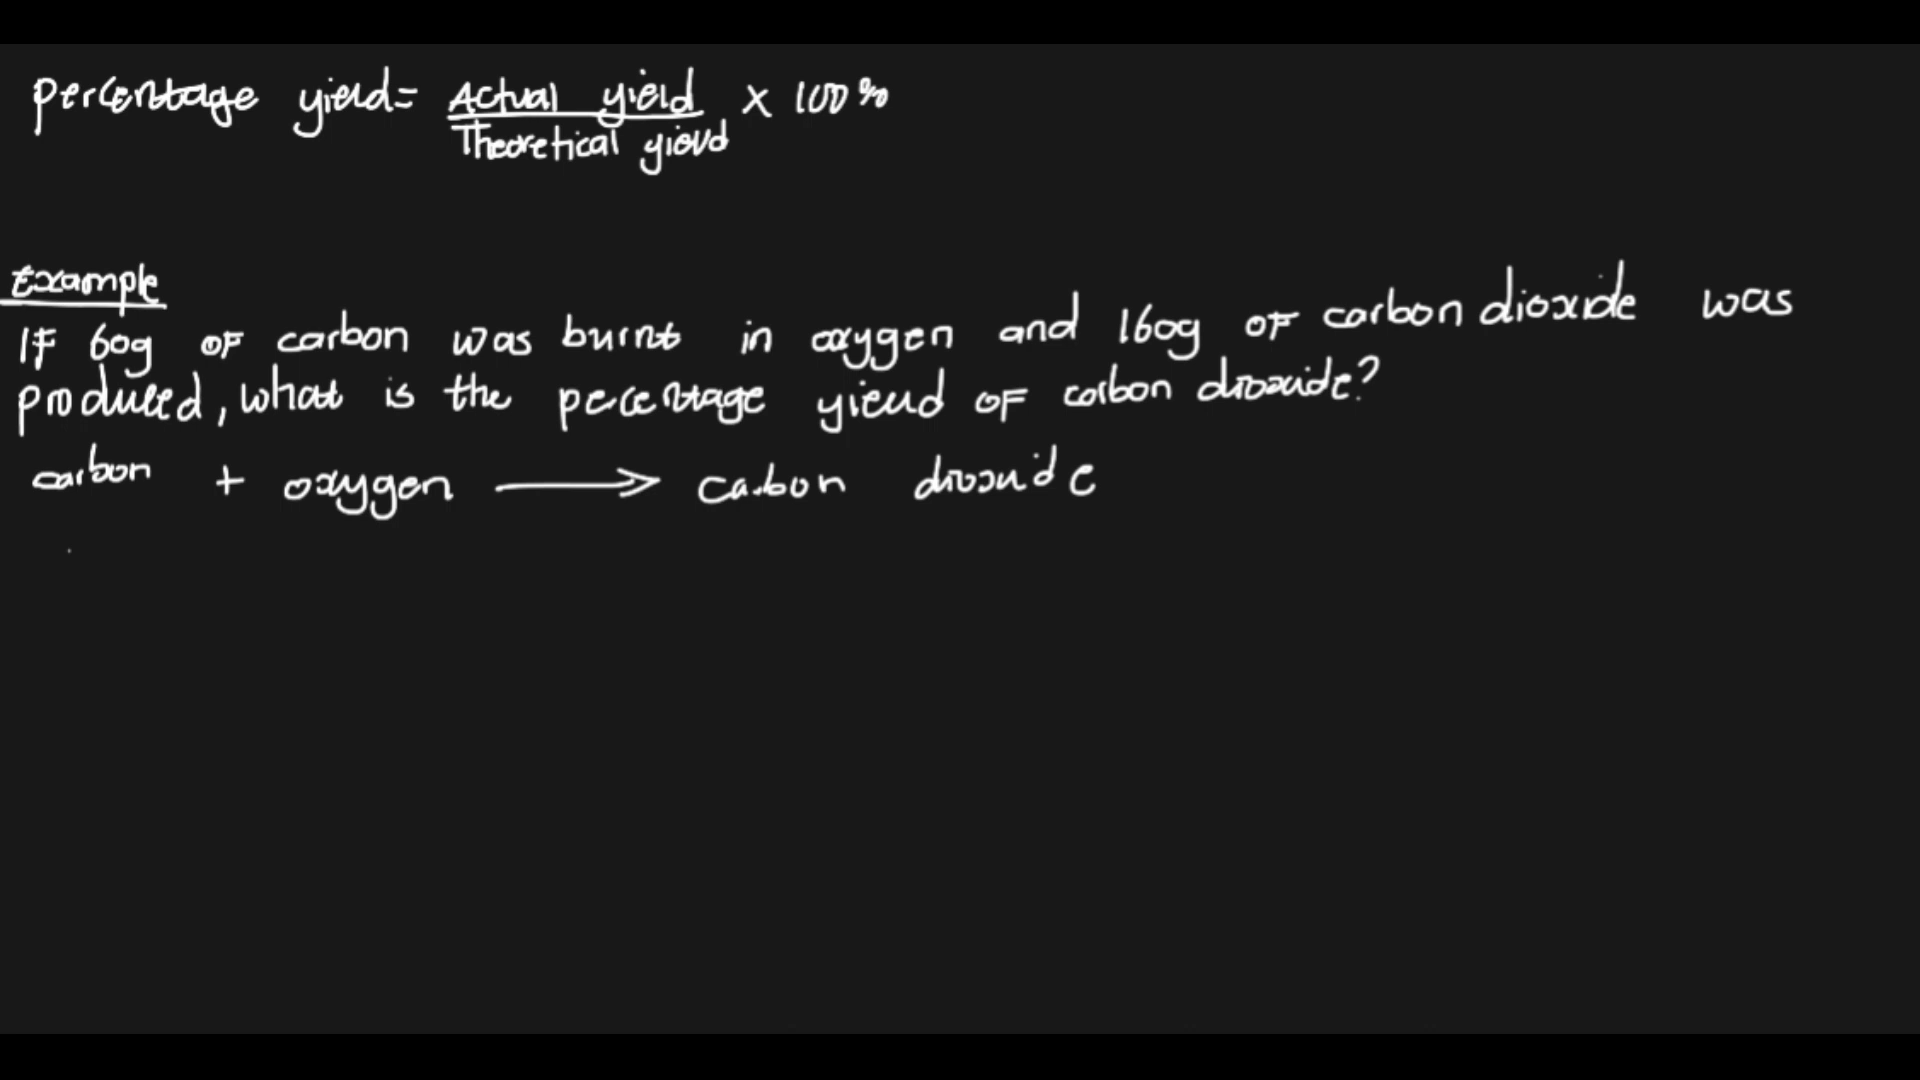 Percentage yield= Actual yield x 100%
Theoretical yield
Example
If 60g of carbon was burnt in oxygen and 160g of carbon dioxide was
produced, what is the percentage yield of carbon dioxide?
carbon + oxygen → carbon dioxide